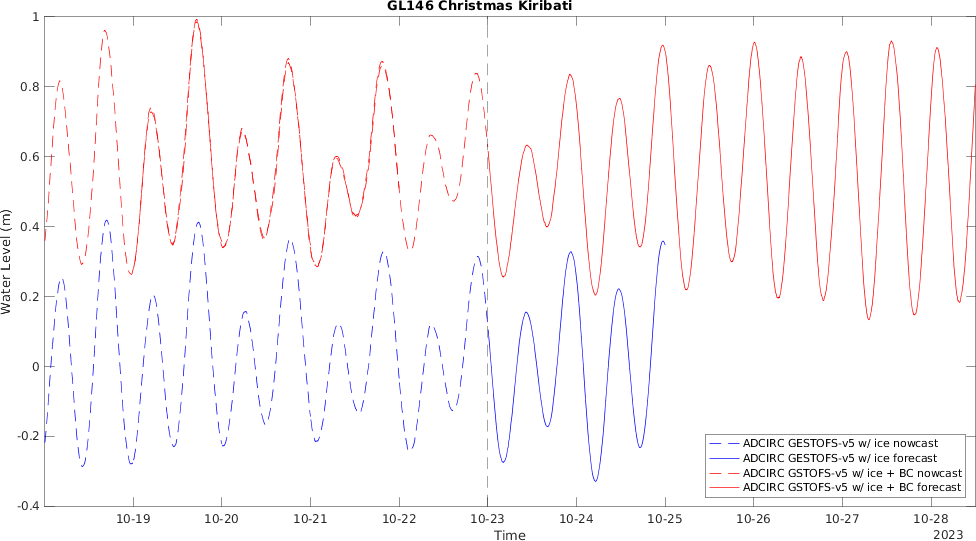 GL146 Christmas Kiribati
1
0.8
0.6
0.4
0.2
0
-0.2
-0.4
Water Level (m)
ADCIRC GESTOFS-v5 w/ ice nowcast
ADCIRC GESTOFS-v5 w/ ice forecast
ADCIRC GSTOFS-v5 w/ ice + BC nowcast
ADCIRC GSTOFS-v5 w/ ice + BC forecast
10-19 10-20 10-21 10-22 10-23 10-24 10-25 10-26 10-27 10-28
Time
2023